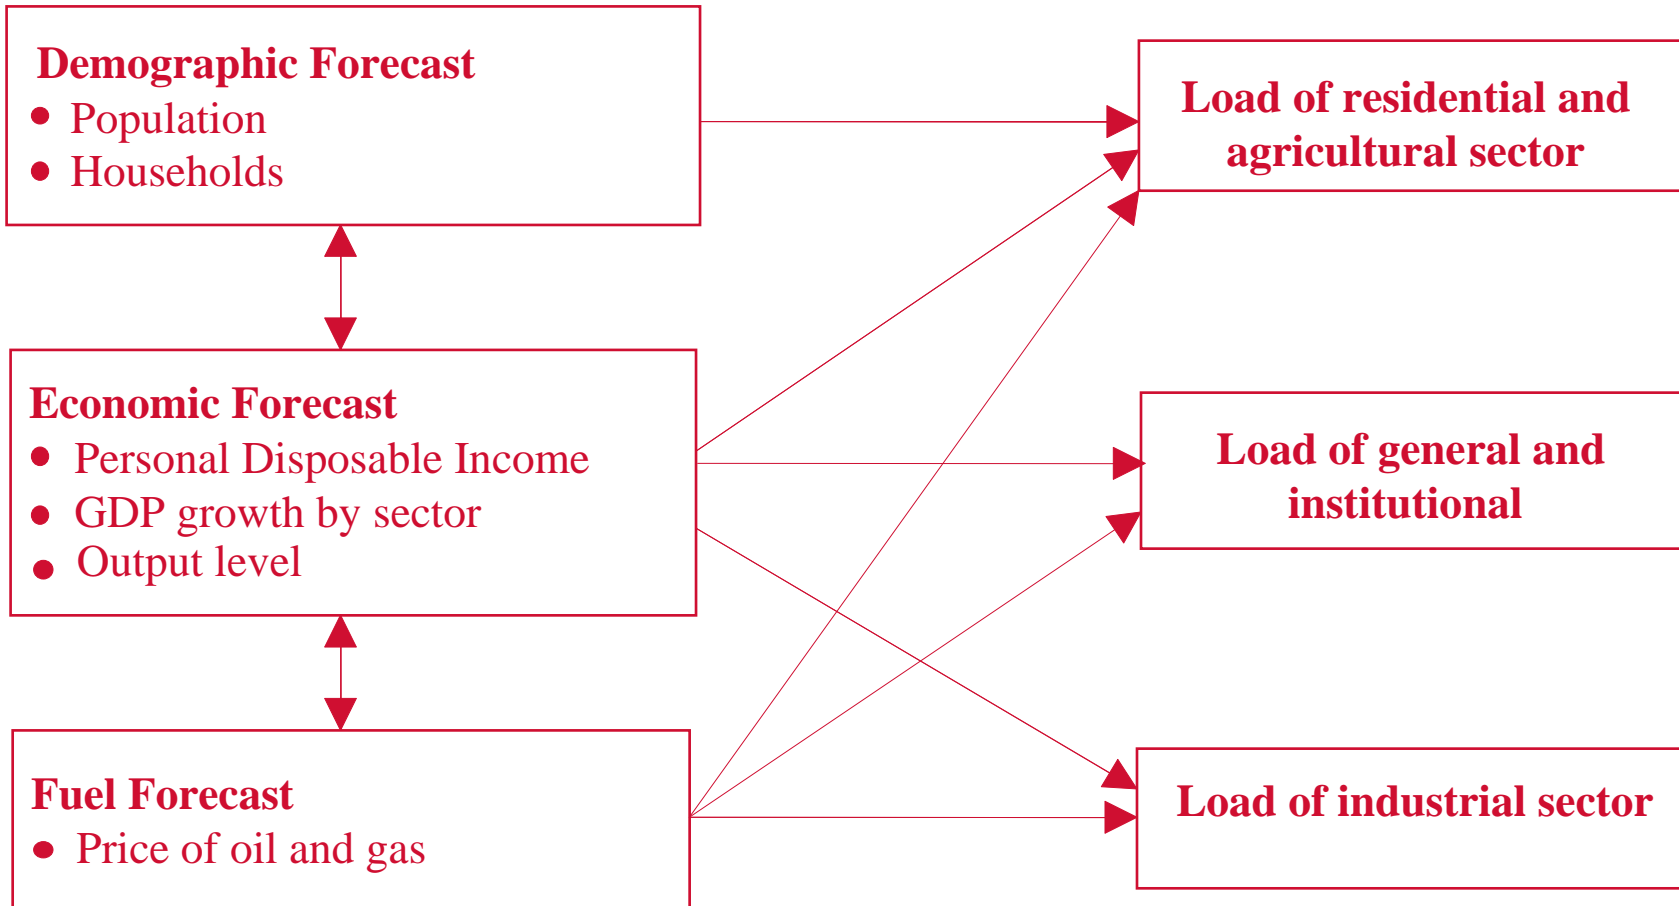 Demographic Forecast
• Population
• Households
Load of residential and
agricultural sector
Economic Forecast
• Personal Disposable Income
• GDP growth by sector
• Output level
Load of general and
institutional
Fuel Forecast
• Price of oil and gas
Load of industrial sector